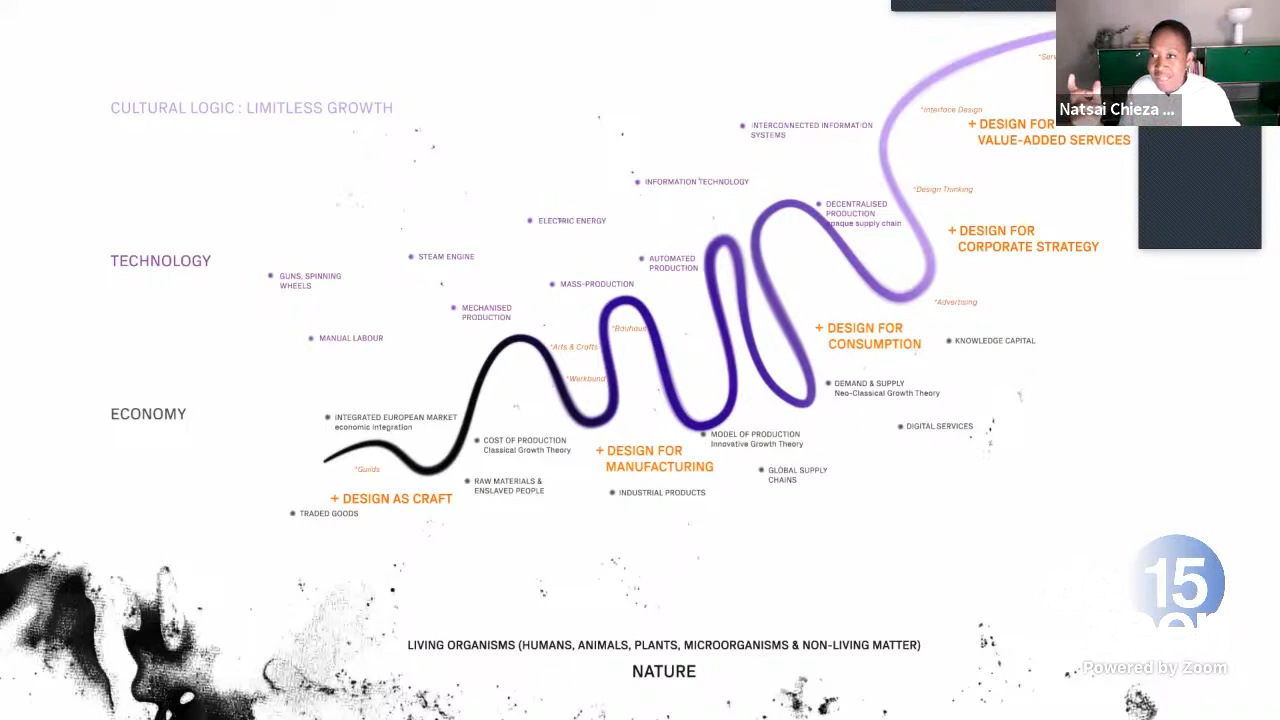 CULTURAL LOGIC : LIMITLESS GROWTH
Natsai Chieza ...
*Interface Design
+ DESIGN FOR
VALUE-ADDED SERVICES
INTERCONNECTED INFORMATION
SYSTEMS
INFORMATION TECHNOLOGY
*Design Thinking
DECENTRALISED
PRODUCTION
opaque supply chain
ELECTRIC ENERGY
+ DESIGN FOR
CORPORATE STRATEGY
TECHNOLOGY
STEAM ENGINE
AUTOMATED
PRODUCTION
GUNS, SPINNING
WHEELS
MASS-PRODUCTION
*Advertising
MECHANISED
PRODUCTION
*Bauhaus
+ DESIGN FOR
CONSUMPTION
MANUAL LABOUR
*Arts & Crafts
KNOWLEDGE CAPITAL
*Werkbund
DEMAND & SUPPLY
Neo-Classical Growth Theory
ECONOMY
INTEGRATED EUROPEAN MARKET
economic integration
DIGITAL SERVICES
COST OF PRODUCTION
Classical Growth Theory
MODEL OF PRODUCTION
Innovative Growth Theory
+ DESIGN FOR
MANUFACTURING
*Guilds
GLOBAL SUPPLY
CHAINS
RAW MATERIALS &
ENSLAVED PEOPLE
INDUSTRIAL PRODUCTS
+ DESIGN AS CRAFT
TRADED GOODS
15
LIVING ORGANISMS (HUMANS, ANIMALS, PLANTS, MICROORGANISMS & NON-LIVING MATTER)
NATURE
Powered by Zoom